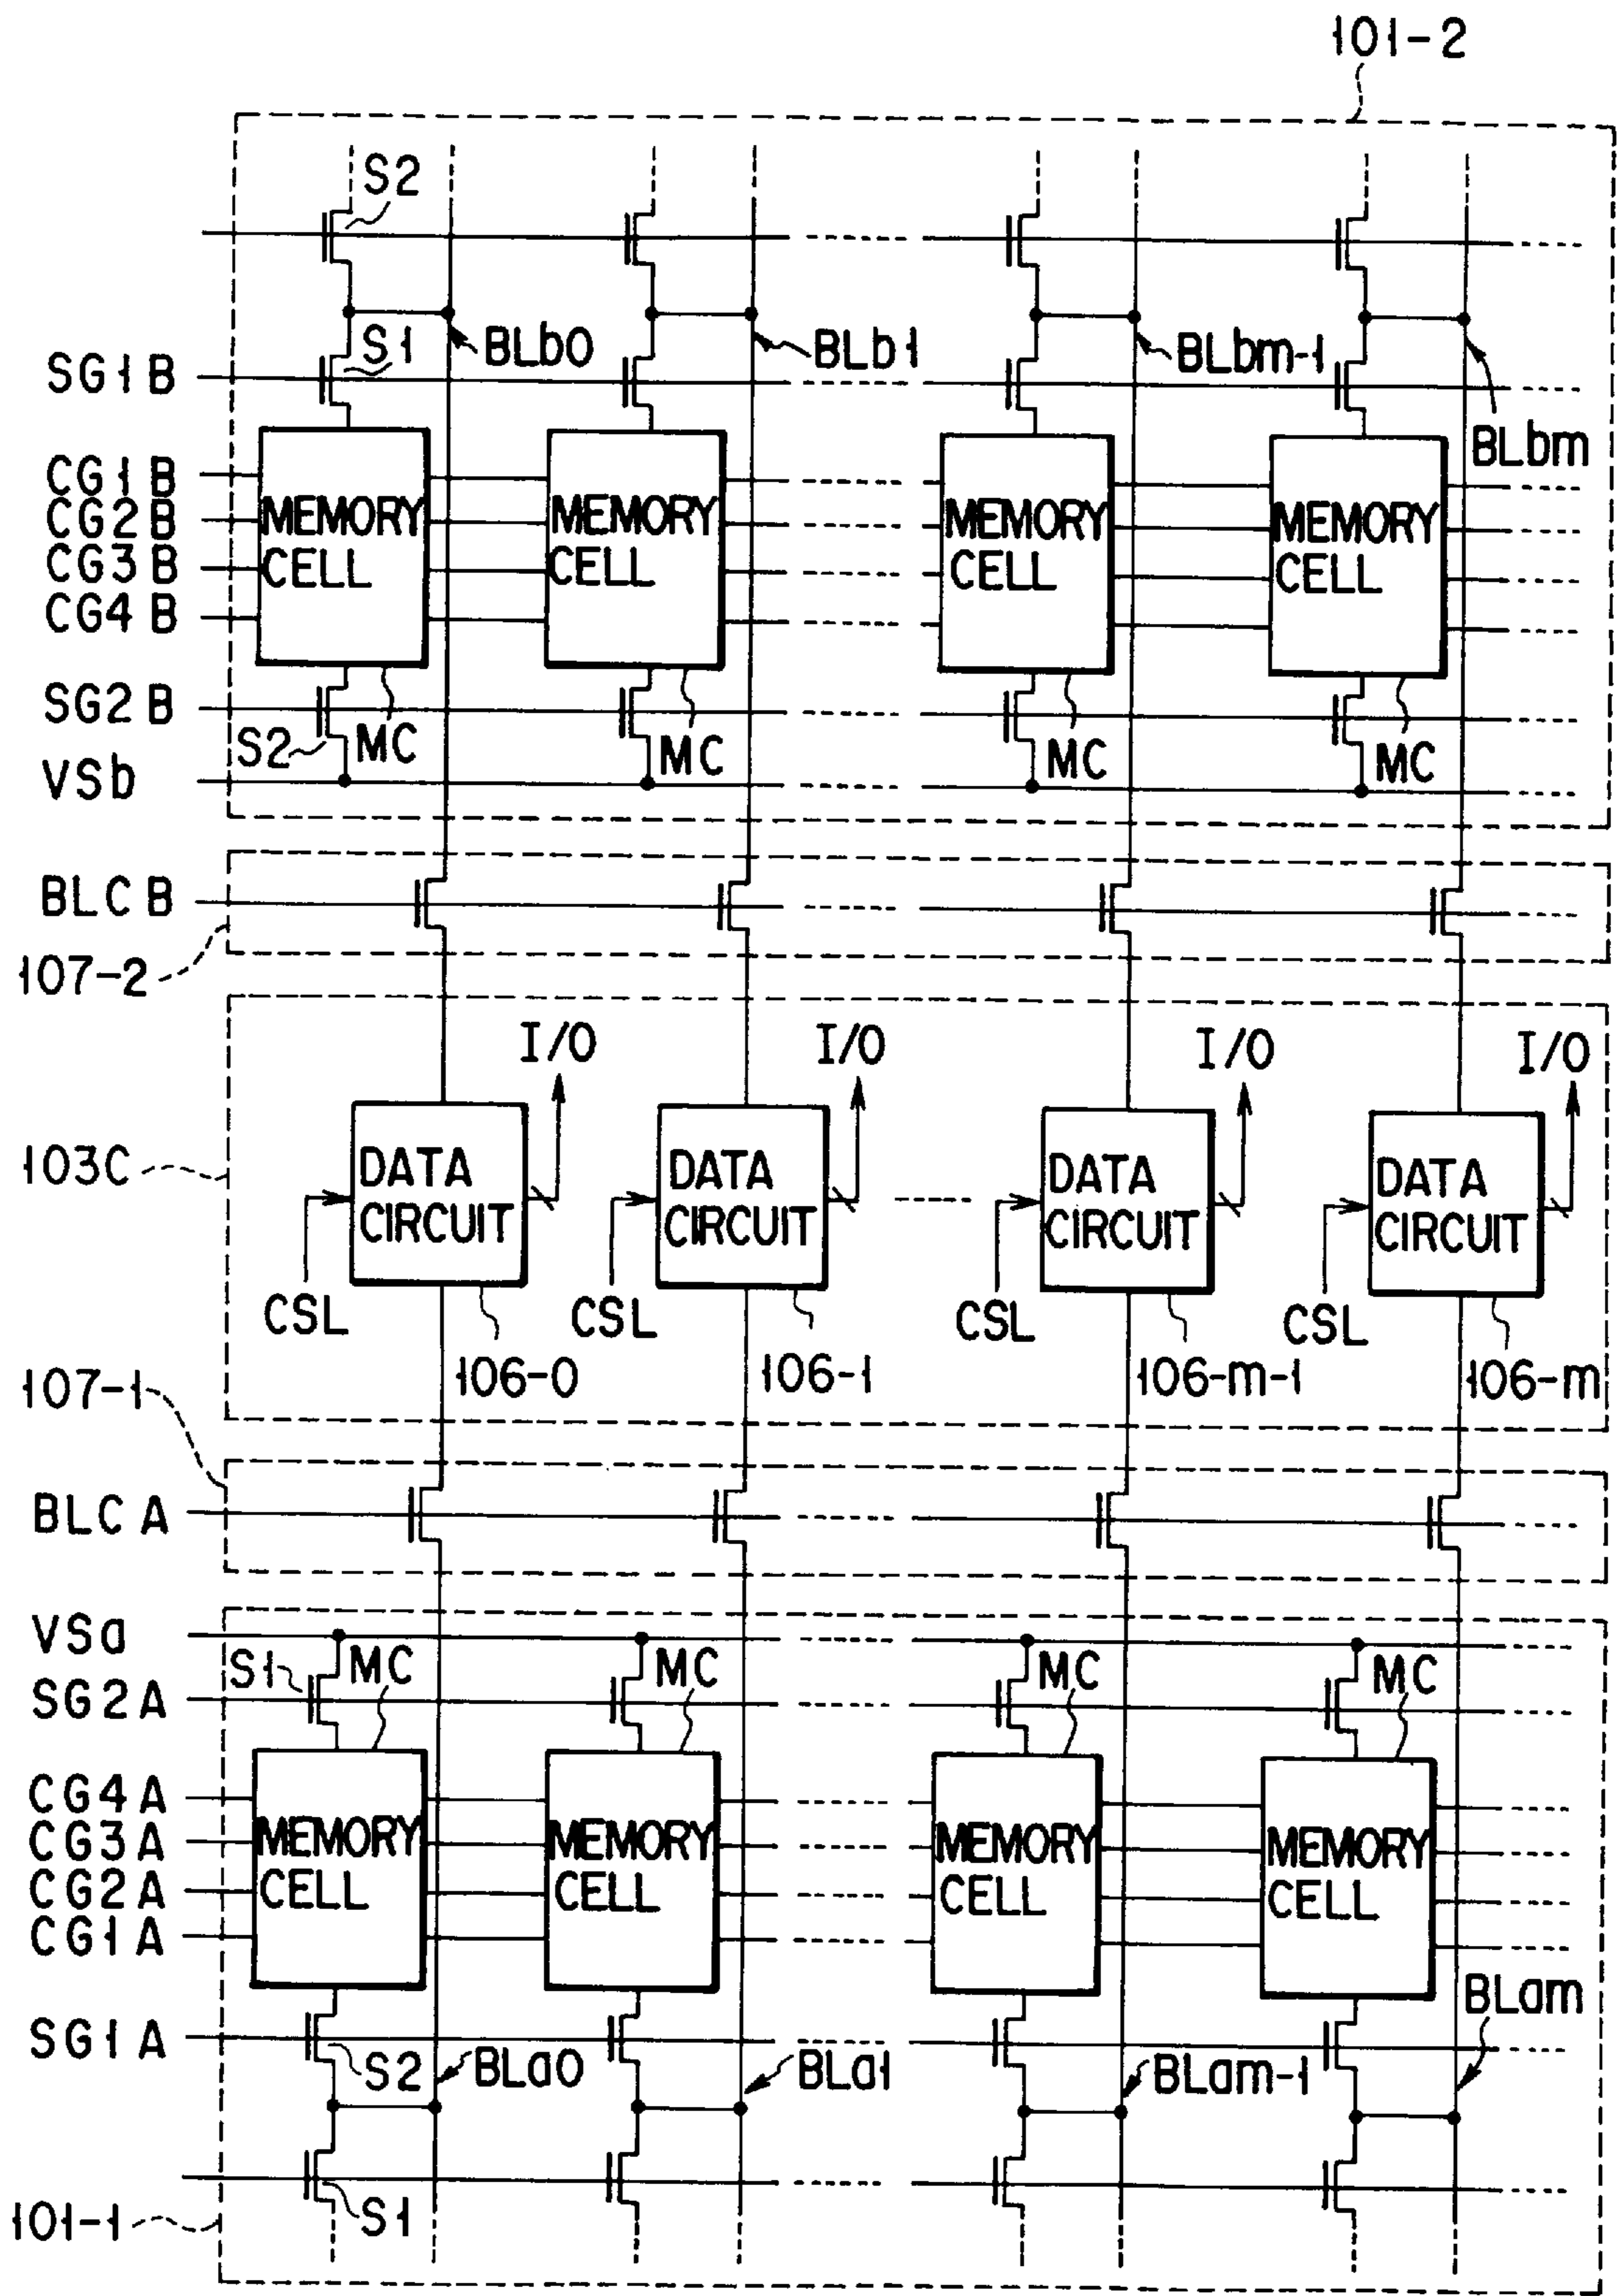 101-2
S2
S1
BLb0
BLb1
BLbm-1
BLbm
SG1B
CG1B
CG2B
CG3B
CG4B
MEMORY
CELL
MEMORY
CELL
MEMORY
CELL
MEMORY
CELL
SG2B
S2
MC
MC
MC
MC
VSb
BLCB
107-2
I/O
I/O
I/O
I/O
103C
DATA
CIRCUIT
DATA
CIRCUIT
DATA
CIRCUIT
DATA
CIRCUIT
CSL
CSL
CSL
CSL
106-0
106-1
106-m-1
106-m
107-1
BLCA
VSa
S1
MC
MC
MC
MC
SG2A
CG4A
CG3A
CG2A
CG1A
MEMORY
CELL
MEMORY
CELL
MEMORY
CELL
MEMORY
CELL
SG1A
S2
BLa0
BLa1
BLam-1
BLam
S1
101-1